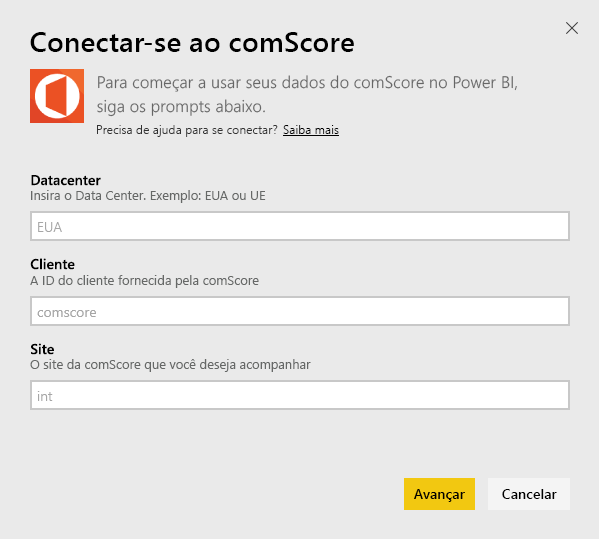 Conectar-se ao comScore
Para começar a usar seus dados do comScore no Power BI,
siga os prompts abaixo.
Precisa de ajuda para se conectar? Saiba mais
Datacenter
Insira o Data Center. Exemplo: EUA ou UE
EUA
Cliente
A ID do cliente fornecida pela comScore
comscore
Site
O site da comScore que você deseja acompanhar
int
Avançar Cancelar